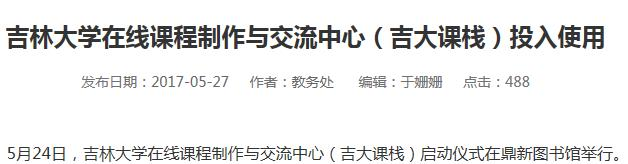 吉林大学在线课程制作与交流中心（吉大课栈）投入使用
发布日期：2017-05-27 作者：教务处 编辑：于姗姗 点击：488
5月24日，吉林大学在线课程制作与交流中心（吉大课栈）启动仪式在鼎新图书馆举行。